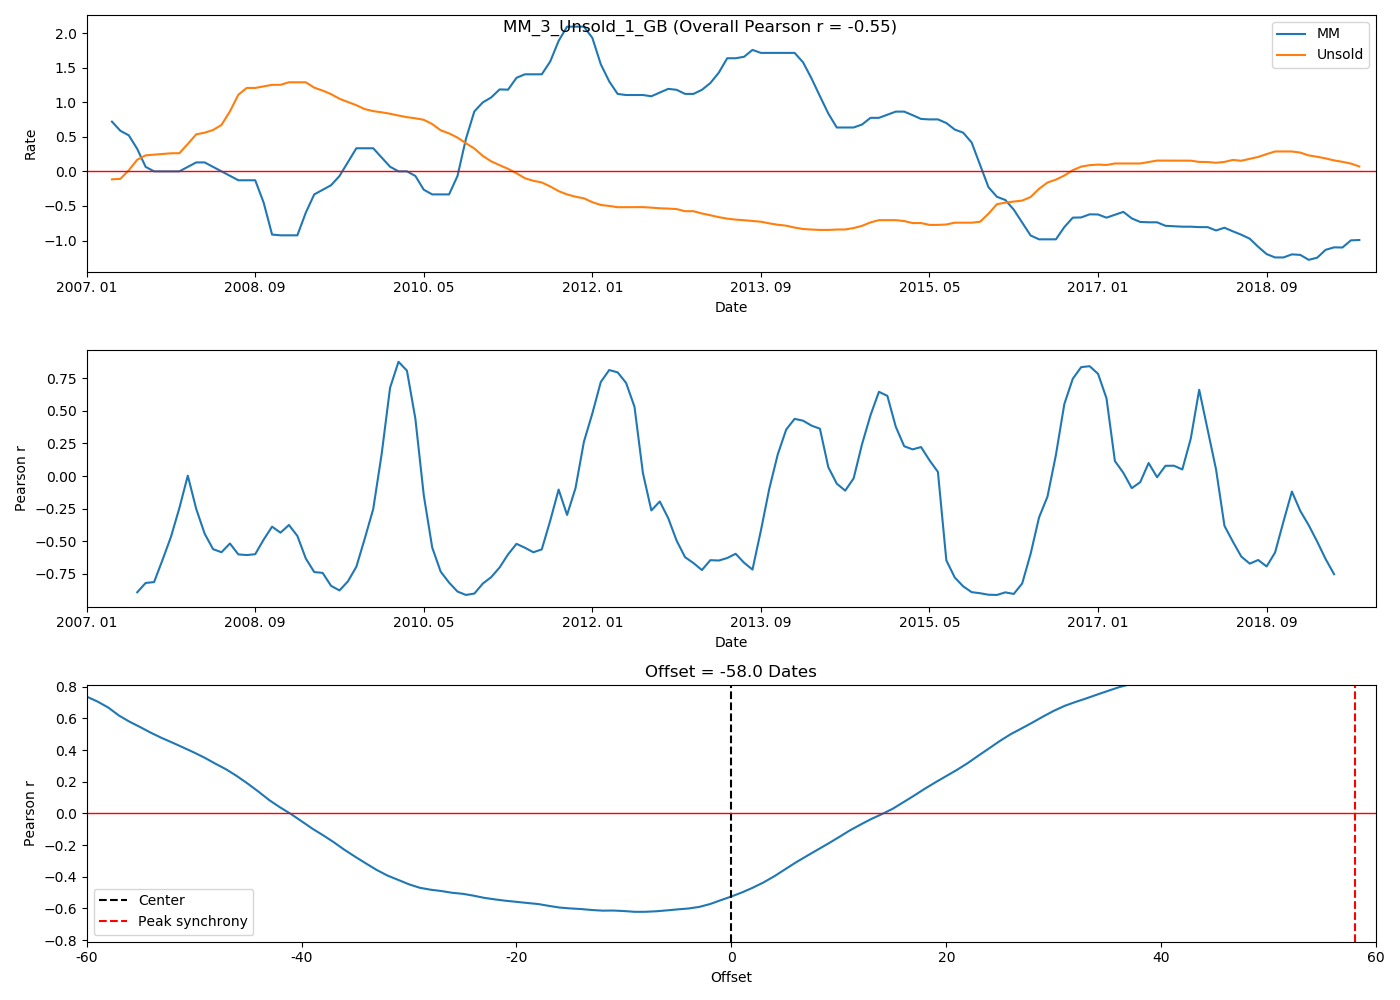 MM_3_Unsold_1_GB (Overall Pearson r = -0.55)
MM
Unsold
2.0
1.5
1.0
0.5
0.0
−0.5
−1.0
Rate
2007. 01 2008. 09 2010. 05 2012. 01 2013. 09 2015. 05 2017. 01 2018. 09
Date
0.75
0.50
0.25
0.00
−0.25
−0.50
−0.75
Pearson r
2007. 01 2008. 09 2010. 05 2012. 01 2013. 09 2015. 05 2017. 01 2018. 09
Date
Offset = -58.0 Dates
0.8
0.6
0.4
0.2
0.0
−0.2
−0.4
−0.6
−0.8
Pearson r
Center
Peak synchrony
-60 -40 -20 0 20 40 60
Offset